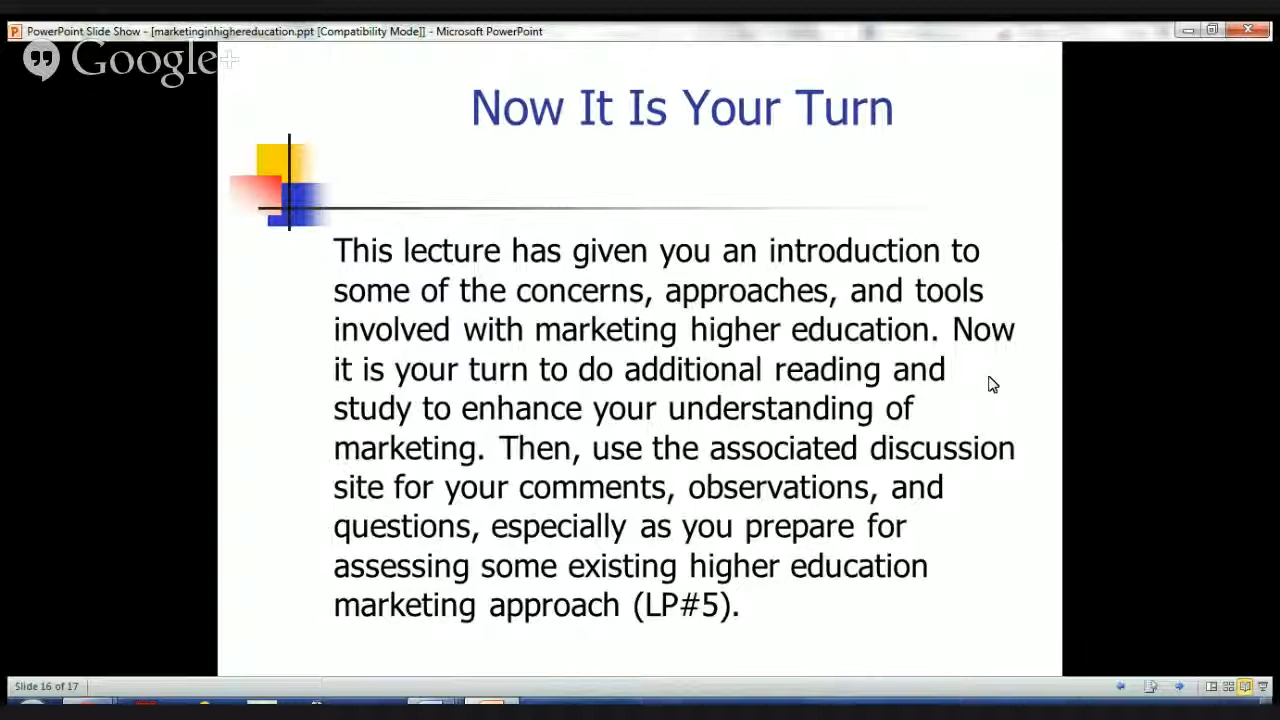 PowerPoint Slide Show - [marketinginhighereducation.ppt [Compatibility Mode]] - Microsoft PowerPoint
Google+
Now It Is Your Turn
This lecture has given you an introduction to
some of the concerns, approaches, and tools
involved with marketing higher education. Now
it is your turn to do additional reading and
study to enhance your understanding of
marketing. Then, use the associated discussion
site for your comments, observations, and
questions, especially as you prepare for
assessing some existing higher education
marketing approach (LP#5).
Slide 16 of 17